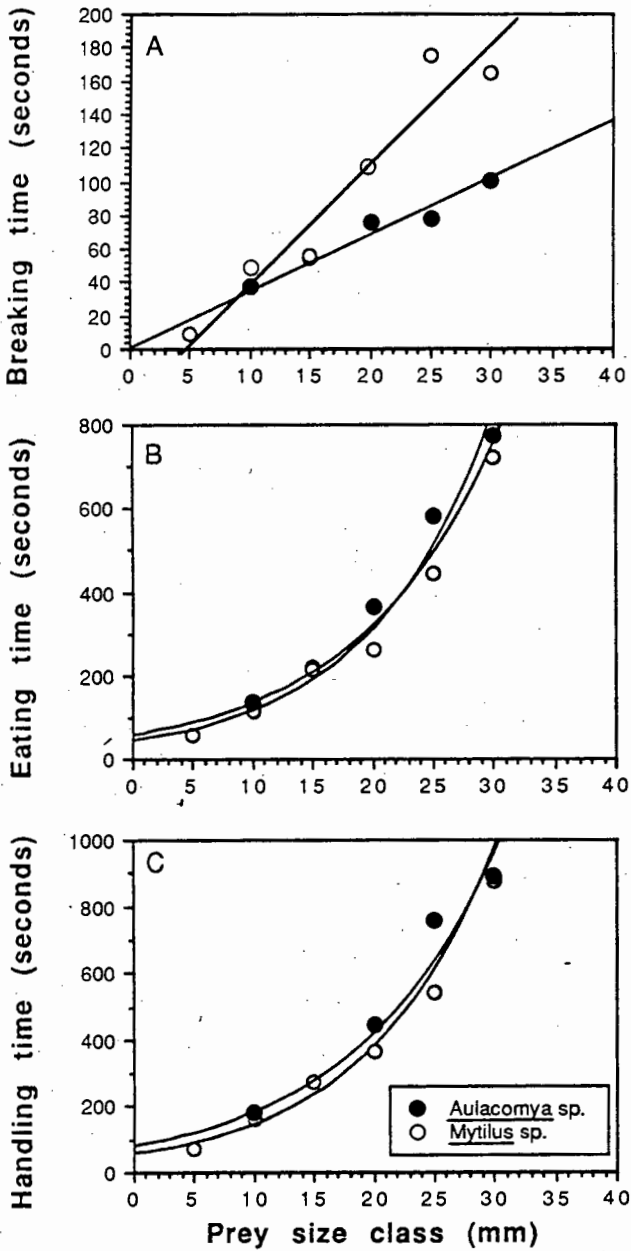 A
Breaking time (seconds)
200
180
160
140
120
100
80
60
40
20
0
0 5 10 15 20 25 30 35 40
B
Eating time (seconds)
800
600
400
200
0
0 5 10 15 20 25 30 35 40
C
Handling time (seconds)
1000
800
600
400
200
0
Aulacomya sp.
Mytilus sp.
0 5 10 15 20 25 30 35 40
Prey size class (mm)